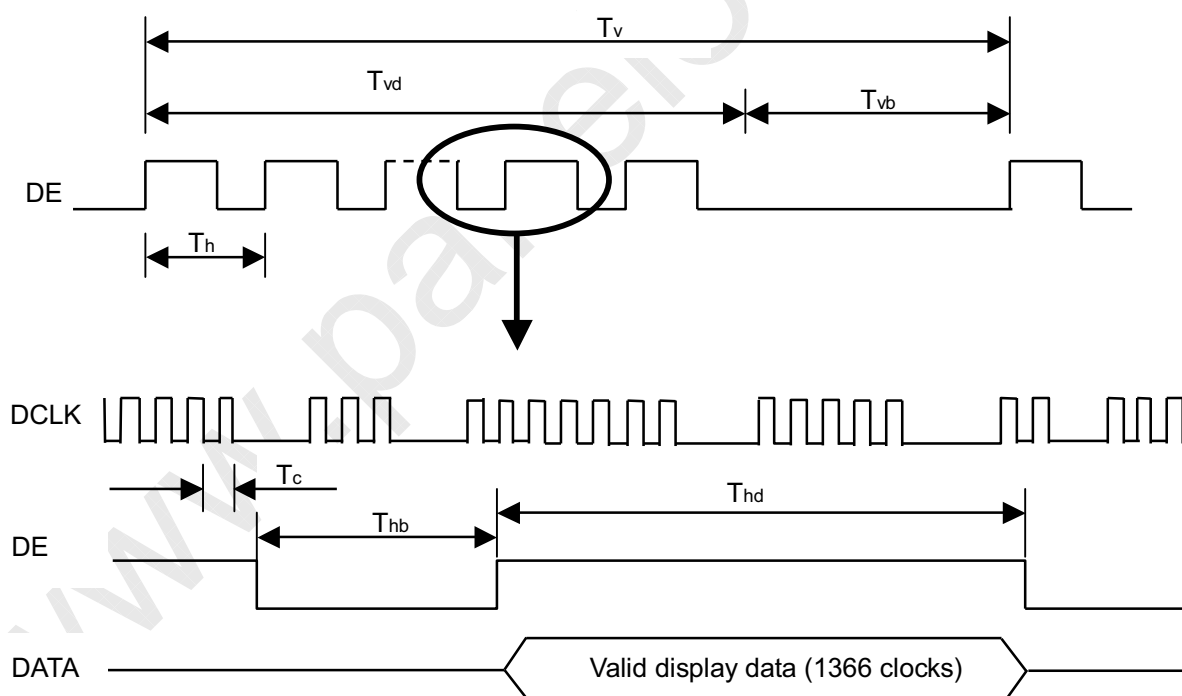 Tv
Tvd
Tvb
DE
Th
DCLK
Tc
Thd
Thb
DE
DATA Valid display data (1366 clocks)